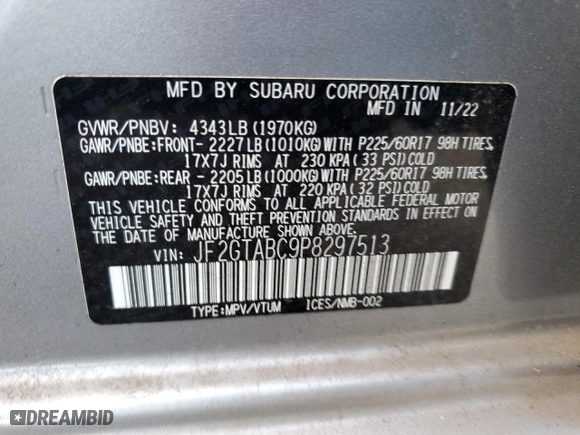 MFD BY SUBARU CORPORATION
MFD IN 11/22
GVWR/PNBV: 4343LB (1970KG)
GAWR/PNBE:FRONT- 2227LB (1010KG)WITH P225/60R17 98H TIRES,
17X7J RIMS AT 230 KPA (33 PSI)COLD
GAWR/PNBE:REAR - 2205LB (1000KG)WITH P225/60R17 98H TIRES,
17X7J RIMS AT 220 KPA (32 PSI)COLD
THIS VEHICLE CONFORMS TO ALL APPLICABLE FEDERAL MOTOR
VEHICLE SAFETY AND THEFT PREVENTION STANDARDS IN EFFECT ON THE DATE OF
MANUFACTURE SHOWN ABOVE.
VIN: JF2GTABC9P8297513
TYPE:MPV/VTUM ICES/NMB-002
DREAMBID